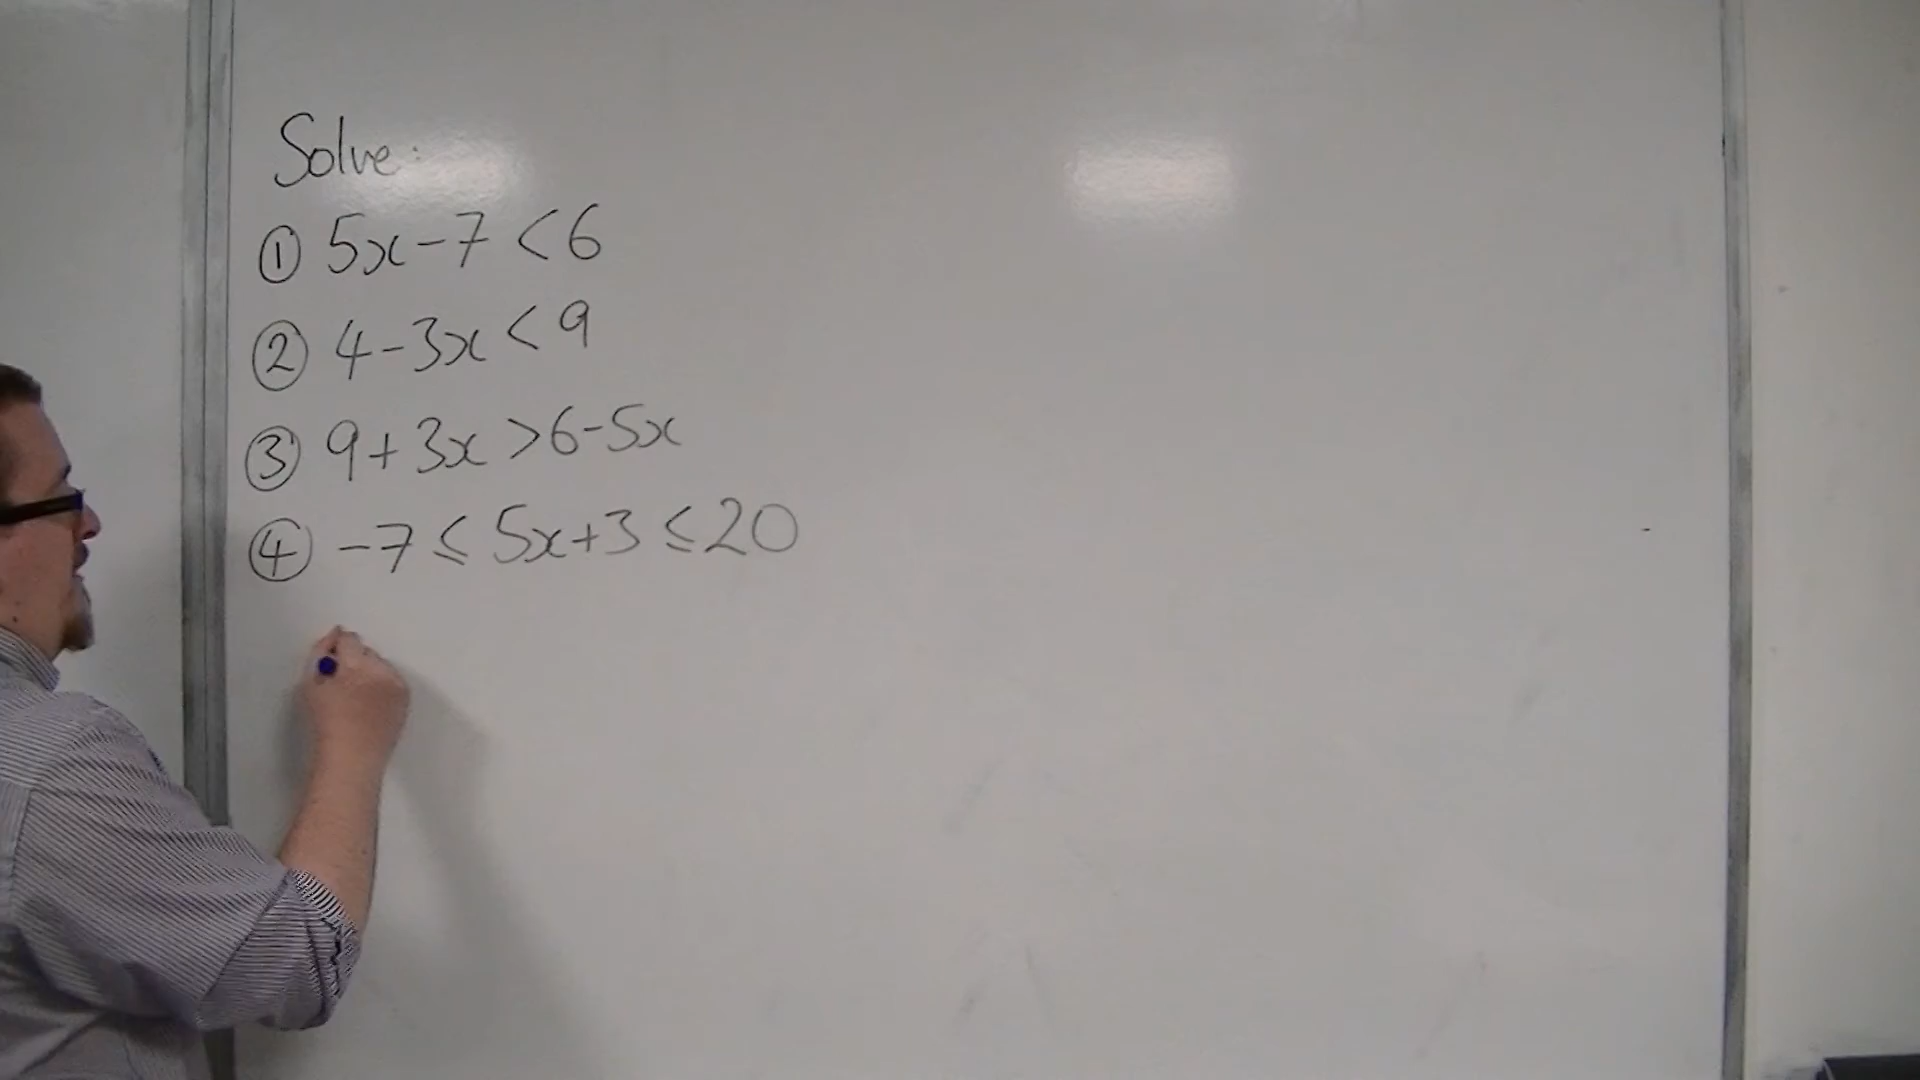 Solve:
① 5x-7<6
② 4-3x<9
③ 9+3x>6-5x
④ -7≤5x+3≤20